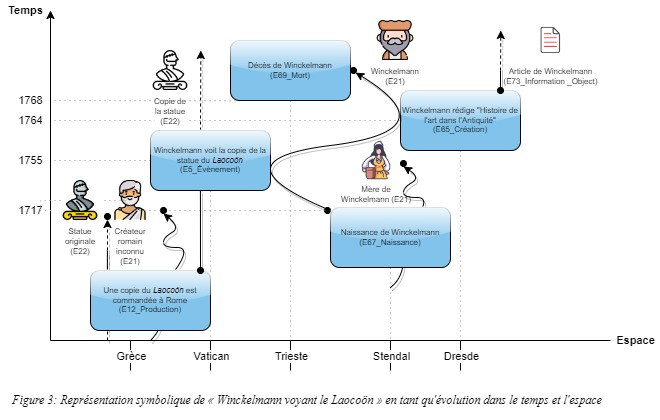 Temps
Décès de Winckelmann
(E69_Mort)
Winckelmann
(E21)
Article de Winckelmann
(E73_Information _Object)
Copie de
la statue
(E22)
1768
1764
Winckelmann rédige "Histoire de
l'art dans l'Antiquité"
(E65_Création)
Winckelmann voit la copie de la
statue du Laocoön
(E5_Évènement)
1755
Mère de
Winckelmann (E21)
1717
Statue
originale
(E22)
Créateur
romain
inconnu
(E21)
Naissance de Winckelmann
(E67_Naissance)
Une copie du Laocoön est
commandée à Rome
(E12_Production)
Espace
Grèce
Vatican
Trieste
Stendal
Dresde
Figure 3: Représentation symbolique de « Winckelmann voyant le Laocoön » en tant qu'évolution dans le temps et l'espace